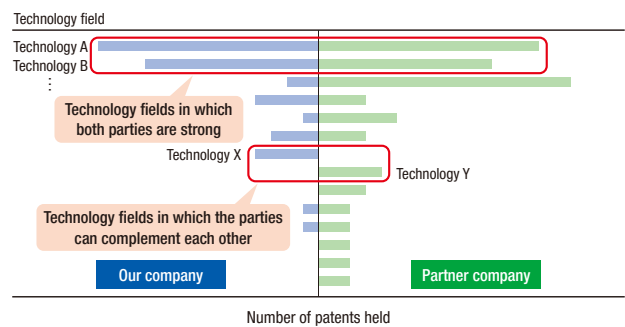 Technology field
Technology A
Technology B
⋮
Technology fields in which
both parties are strong
Technology X
Technology Y
Technology fields in which the parties
can complement each other
Our company
Partner company
Number of patents held